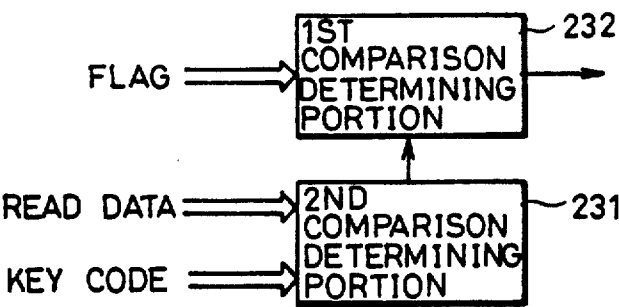 1ST
COMPARISON
DETERMINING
PORTION
232
FLAG
2ND
COMPARISON
DETERMINING
PORTION
231
READ DATA
KEY CODE